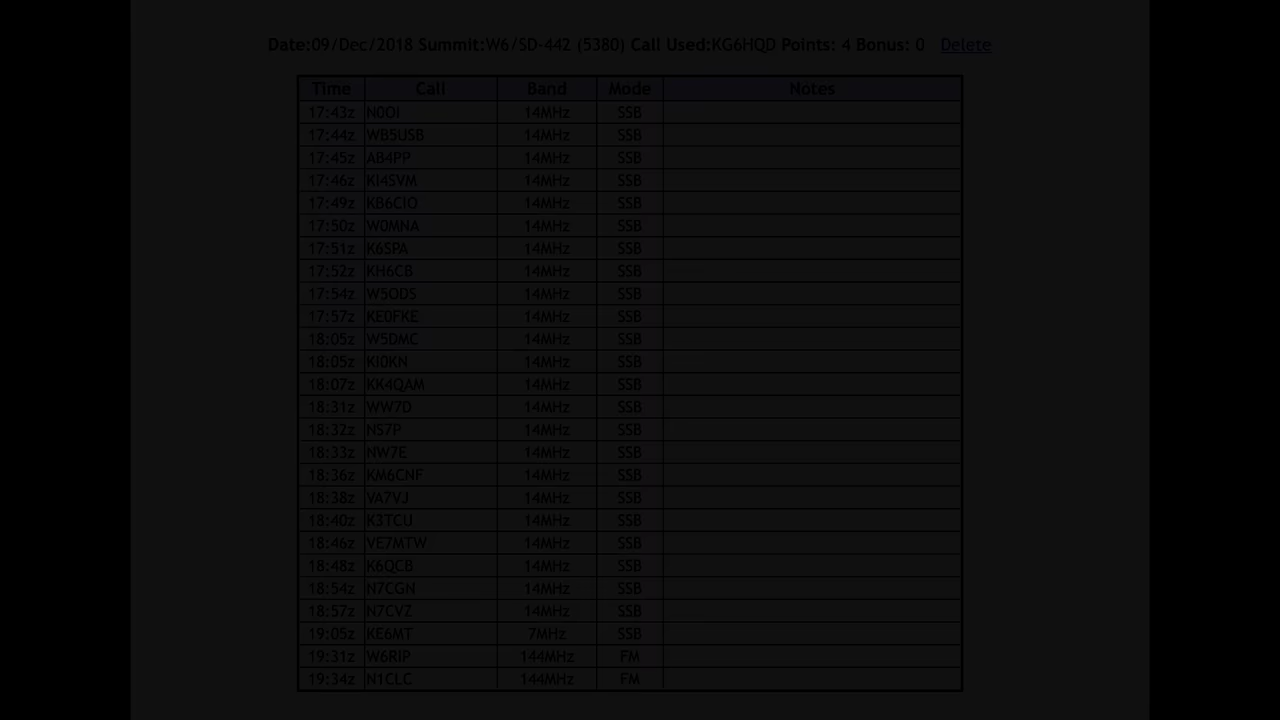 Date:09/Dec/2018 Summit:W6/SD-442 (5380) Call Used:KG6HQD Points: 4 Bonus: 0 Delete
Time Call Band Mode Notes
17:43z N0OI 14MHz SSB
17:44z WB5USB 14MHz SSB
17:45z AB4PP 14MHz SSB
17:46z KI4SVM 14MHz SSB
17:49z KB6CIO 14MHz SSB
17:50z W0MNA 14MHz SSB
17:51z K6SPA 14MHz SSB
17:52z KH6CB 14MHz SSB
17:54z W5ODS 14MHz SSB
17:57z KE0FKE 14MHz SSB
18:05z W5DMC 14MHz SSB
18:05z KI0KN 14MHz SSB
18:07z KK4QAM 14MHz SSB
18:31z WW7D 14MHz SSB
18:32z NS7P 14MHz SSB
18:33z NW7E 14MHz SSB
18:36z KM6CNF 14MHz SSB
18:38z VA7VJ 14MHz SSB
18:40z K3TCU 14MHz SSB
18:46z VE7MTW 14MHz SSB
18:48z K6QCB 14MHz SSB
18:54z N7CGN 14MHz SSB
18:57z N7CVZ 14MHz SSB
19:05z KE6MT 7MHz SSB
19:31z W6RIP 144MHz FM
19:34z N1CLC 144MHz FM